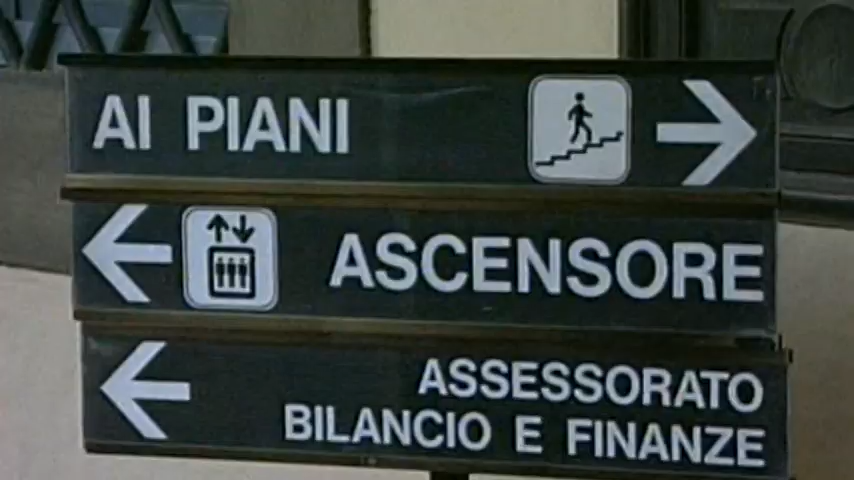 AI PIANI
ASCENSORE
ASSESSORATO
BILANCIO E FINANZE